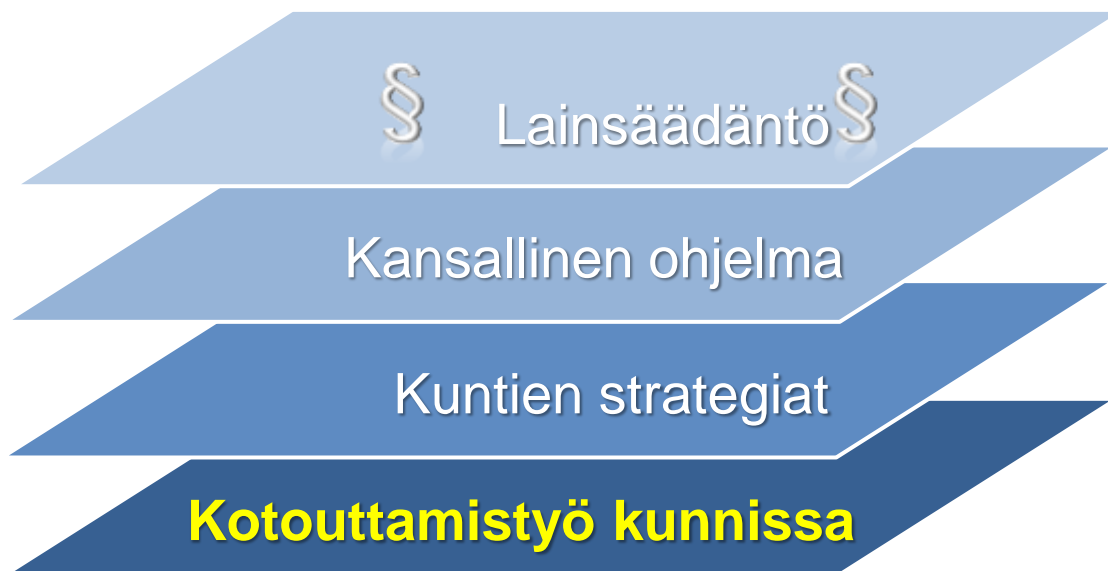 § Lainsäädäntö §
Kansallinen ohjelma
Kuntien strategiat
Kotouttamistyö kunnissa